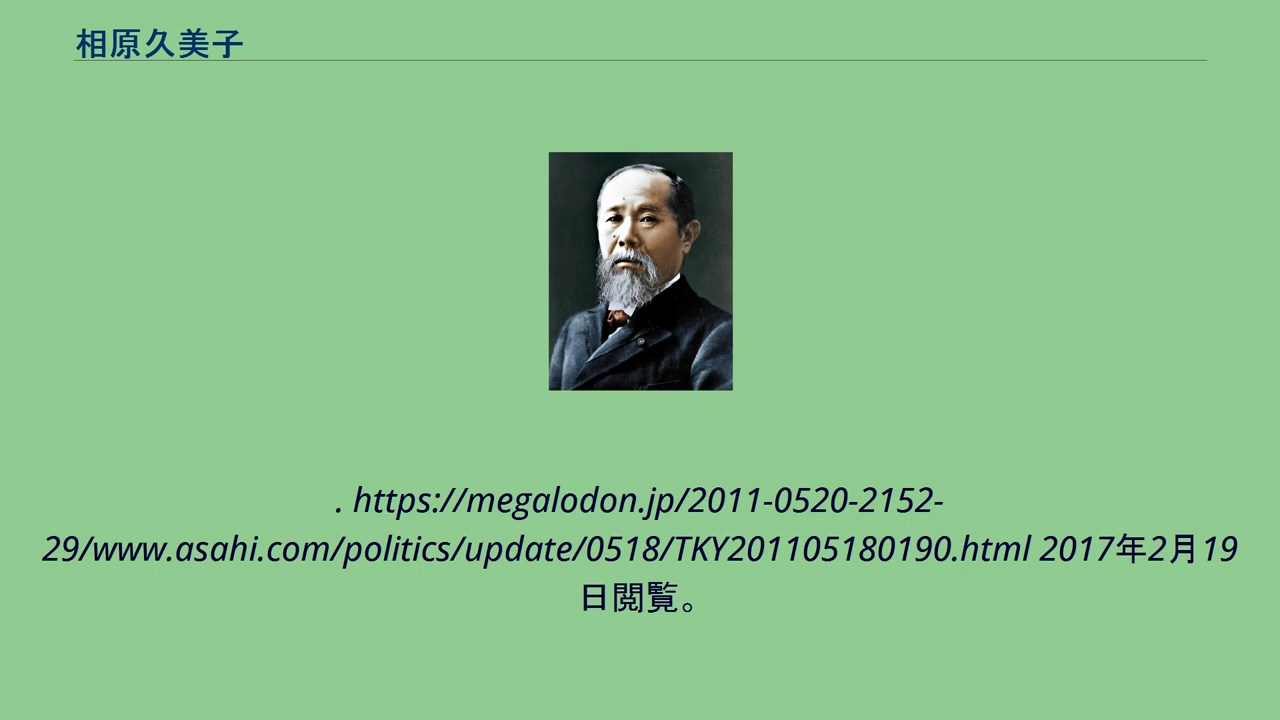 相原久美子
. https://megalodon.jp/2011-0520-2152-
29/www.asahi.com/politics/update/0518/TKY201105180190.html 2017年2月19
日閲覧。